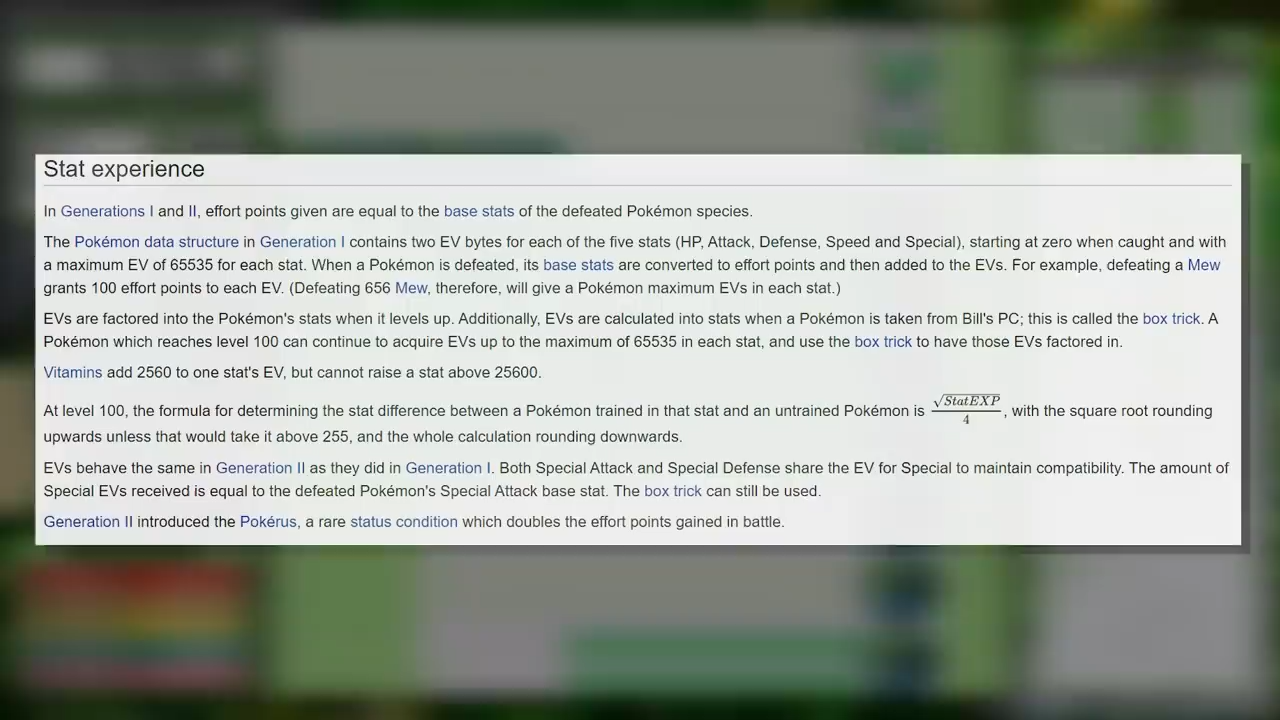 Stat experience
In Generations I and II, effort points given are equal to the base stats of the defeated Pokémon species.
The Pokémon data structure in Generation I contains two EV bytes for each of the five stats (HP, Attack, Defense, Speed and Special), starting at zero when caught and with
a maximum EV of 65535 for each stat. When a Pokémon is defeated, its base stats are converted to effort points and then added to the EVs. For example, defeating a Mew
grants 100 effort points to each EV. (Defeating 656 Mew, therefore, will give a Pokémon maximum EVs in each stat.)
EVs are factored into the Pokémon's stats when it levels up. Additionally, EVs are calculated into stats when a Pokémon is taken from Bill's PC; this is called the box trick. A
Pokémon which reaches level 100 can continue to acquire EVs up to the maximum of 65535 in each stat, and use the box trick to have those EVs factored in.
Vitamins add 2560 to one stat's EV, but cannot raise a stat above 25600.
At level 100, the formula for determining the stat difference between a Pokémon trained in that stat and an untrained Pokémon is √StatEXP/4, with the square root rounding
upwards unless that would take it above 255, and the whole calculation rounding downwards.
EVs behave the same in Generation II as they did in Generation I. Both Special Attack and Special Defense share the EV for Special to maintain compatibility. The amount of
Special EVs received is equal to the defeated Pokémon's Special Attack base stat. The box trick can still be used.
Generation II introduced the Pokérus, a rare status condition which doubles the effort points gained in battle.